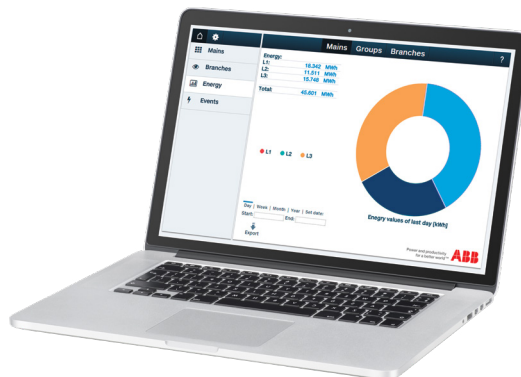 Mains Groups Branches ?
Mains
Branches
Energy
Events
Energy:
L1: 18.342 MWh
L2: 11.511 MWh
L3: 15.748 MWh
Total: 45.601 MWh
L1 L2 L3
Day | Week | Month | Year | Set date:
Start: End:
Export
Enegry values of last day [kWh]
Power and productivity
for a better world™
ABB